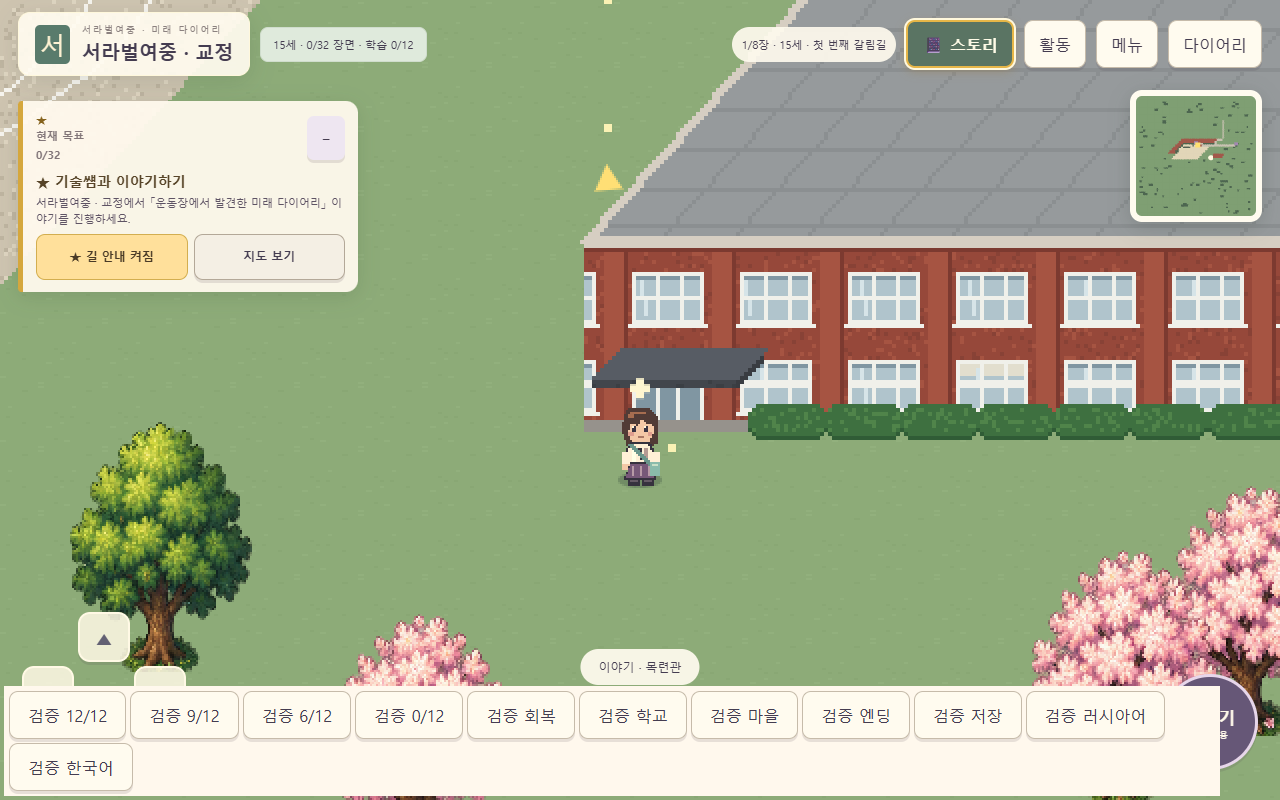 서
서라벌여중 · 미래 다이어리
서라벌여중 · 교정
15세 · 0/32 장면 · 학습 0/12
1/8장 · 15세 · 첫 번째 갈림길
스토리
활동
메뉴
다이어리
★
현재 목표
0/32
–
★ 기술쌤과 이야기하기
서라벌여중 · 교정에서 「운동장에서 발견한 미래 다이어리」 이
야기를 진행하세요.
★ 길 안내 켜짐
지도 보기
▲
이야기 · 목련관
검증 12/12
검증 9/12
검증 6/12
검증 0/12
검증 회복
검증 학교
검증 마을
검증 엔딩
검증 저장
검증 러시아어
기
용
검증 한국어